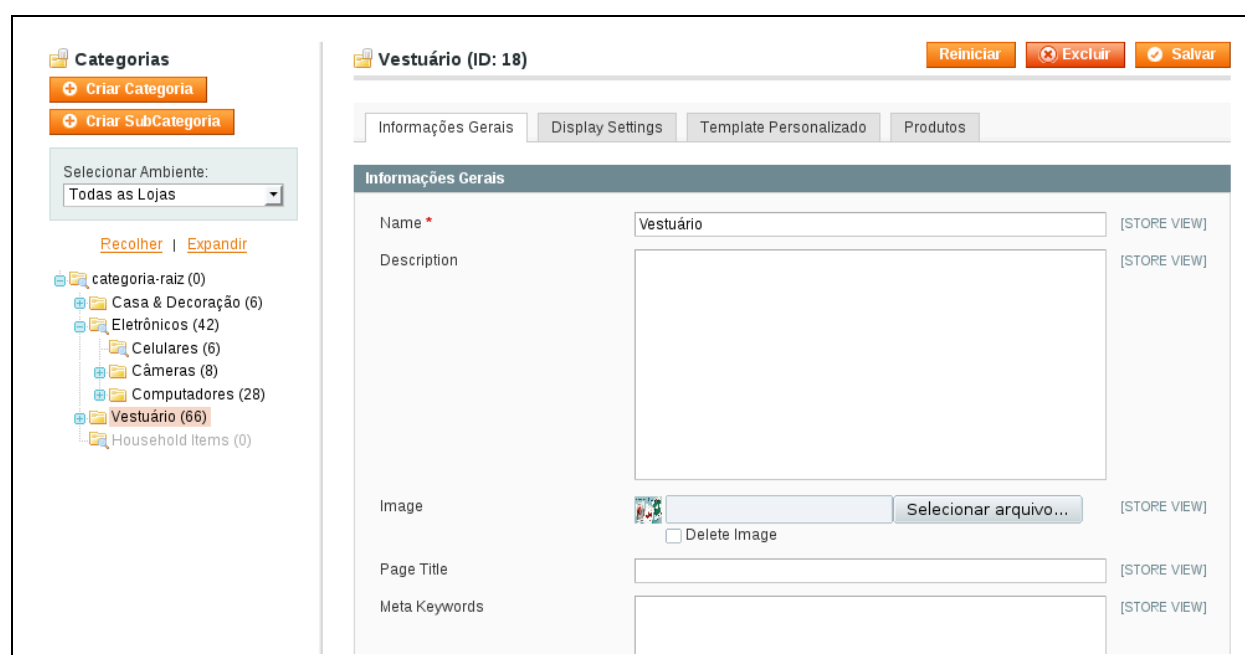 Categorias
Criar Categoria
Criar SubCategoria
Selecionar Ambiente:
Todas as Lojas
Recolher | Expandir
categoria-raiz (0)
Casa & Decoração (6)
Eletrônicos (42)
Celulares (6)
Câmeras (8)
Computadores (28)
Vestuário (66)
Household Items (0)
Vestuário (ID: 18)
Reiniciar Excluir Salvar
Informações Gerais Display Settings Template Personalizado Produtos
Informações Gerais
Name * Vestuário [STORE VIEW]
Description [STORE VIEW]
Image Selecionar arquivo... [STORE VIEW]
Delete Image
Page Title [STORE VIEW]
Meta Keywords [STORE VIEW]